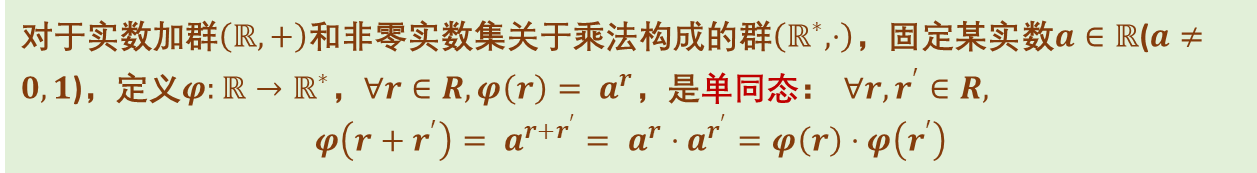 对于实数加群(ℝ, +)和非零实数集关于乘法构成的群(ℝ*,·)，固定某实数a ∈ ℝ(a ≠
0, 1)，定义φ: ℝ → ℝ*，∀r ∈ R, φ(r) = a^r，是单同态： ∀r, r′ ∈ R,
φ(r + r′) = a^{r+r′} = a^r · a^{r′} = φ(r) · φ(r′)